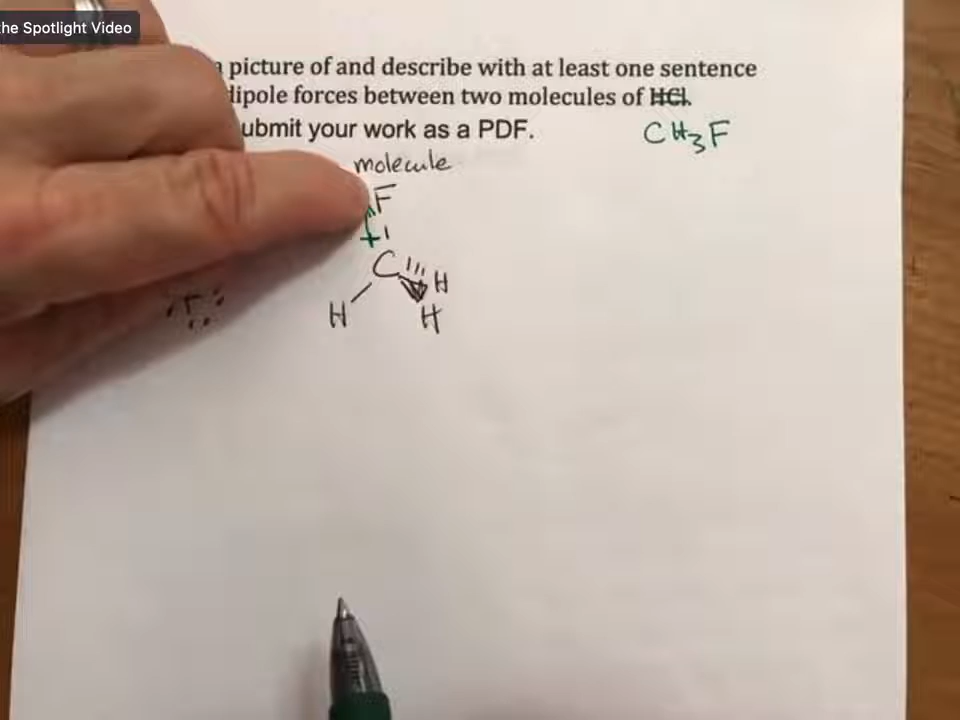 the Spotlight Video
picture of and describe with at least one sentence
dipole forces between two molecules of HCl.
ubmit your work as a PDF.
CH₃F
molecule
F
C
H
H
H